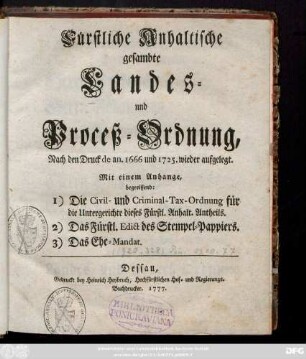 Fürstliche Anhaltische
gesambte
Landes-
und
Proceß-Ordnung,
Nach den Druck de an. 1666 und 1725. wieder aufgelegt.
Mit einem Anhange,
begreiffend:
1) Die Civil- und Criminal-Tax-Ordnung für
die Untergerichte dieses Fürstl. Anhalt. Antheils.
2) Das Fürstl. Edict des Stempel-Pappiers.
3) Das Ehe-Mandat.
Dessau,
Gedruckt bey Heinrich Heybruch, Hochfürstlichen Hof- und Regierungs-
Buchdrucker. 1777.
BIBLIOTHECA
PONICKAVIANA